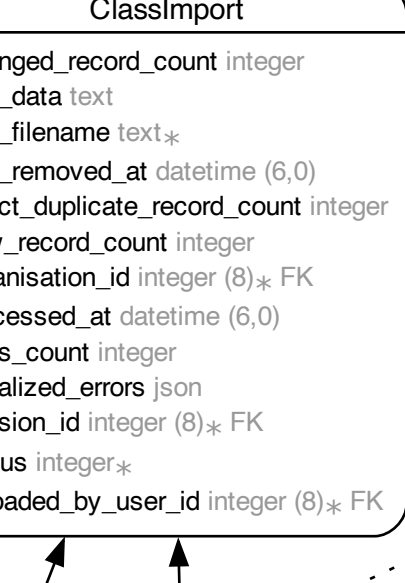 ClassImport
nged_record_count integer
_data text
_filename text*
_removed_at datetime (6,0)
ct_duplicate_record_count integer
_record_count integer
anisation_id integer (8)* FK
cessed_at datetime (6,0)
s_count integer
alized_errors json
sion_id integer (8)* FK
us integer*
oaded_by_user_id integer (8)* FK